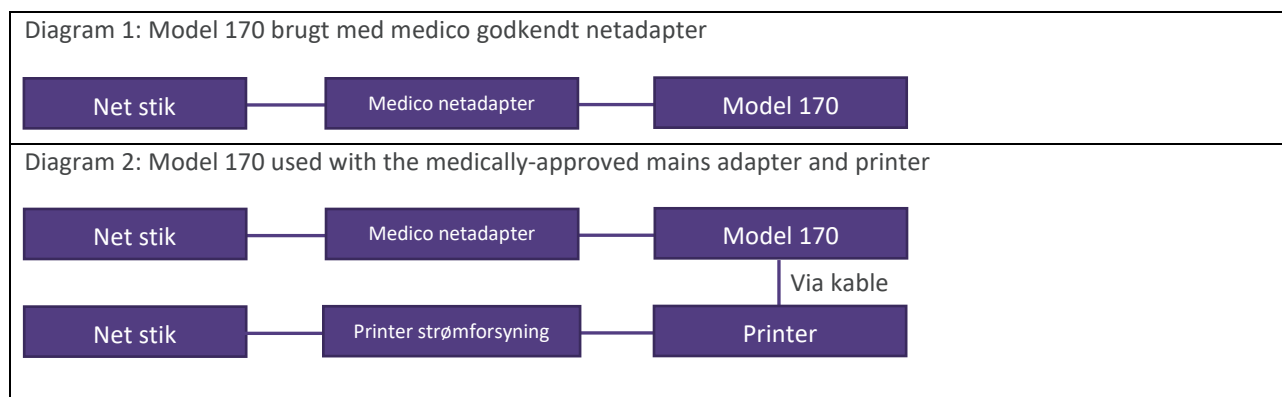 Diagram 1: Model 170 brugt med medico godkendt netadapter
Net stik Medico netadapter Model 170
Diagram 2: Model 170 used with the medically-approved mains adapter and printer
Net stik Medico netadapter Model 170
Via kable
Net stik Printer strømforsyning Printer